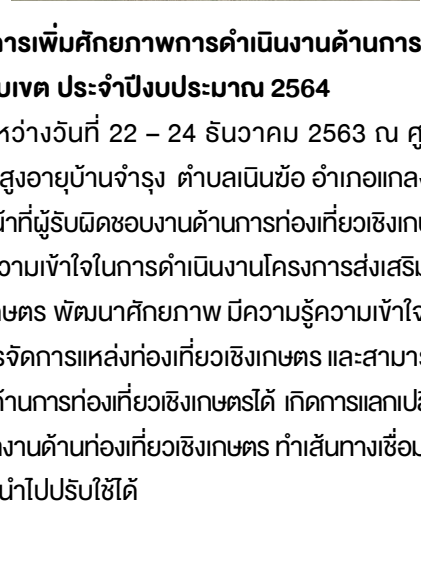 การเพิ่มศักยภาพการดำเนินงานด้านการ
บเขต ประจำปีงบประมาณ 2564
หว่างวันที่ 22 – 24 ธันวาคม 2563 ณ ศู
สูงอายุบ้านจำรุง ตำบลเนินฆ้อ อำเภอแกลง
น้าที่ผู้รับผิดชอบงานด้านการท่องเที่ยวเชิงเกษ
วามเข้าใจในการดำเนินงานโครงการส่งเสริม
กษตร พัฒนาศักยภาพ มีความรู้ความเข้าใจ
รจัดการแหล่งท่องเที่ยวเชิงเกษตร และสามาร
ด้านการท่องเที่ยวเชิงเกษตรได้ เกิดการแลกเปลี
งานด้านท่องเที่ยวเชิงเกษตร ทำเส้นทางเชื่อม
นำไปปรับใช้ได้